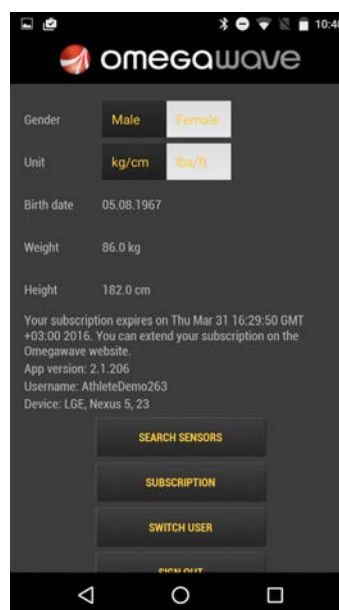 10:40
omegawave
Gender Male Female
Unit kg/cm lbs/ft
Birth date 05.08.1967
Weight 86.0 kg
Height 182.0 cm
Your subscription expires on Thu Mar 31 16:29:50 GMT
+03:00 2016. You can extend your subscription on the
Omegawave website.
App version: 2.1.206
Username: AthleteDemo263
Device: LGE, Nexus 5, 23
SEARCH SENSORS
SUBSCRIPTION
SWITCH USER
SIGN OUT